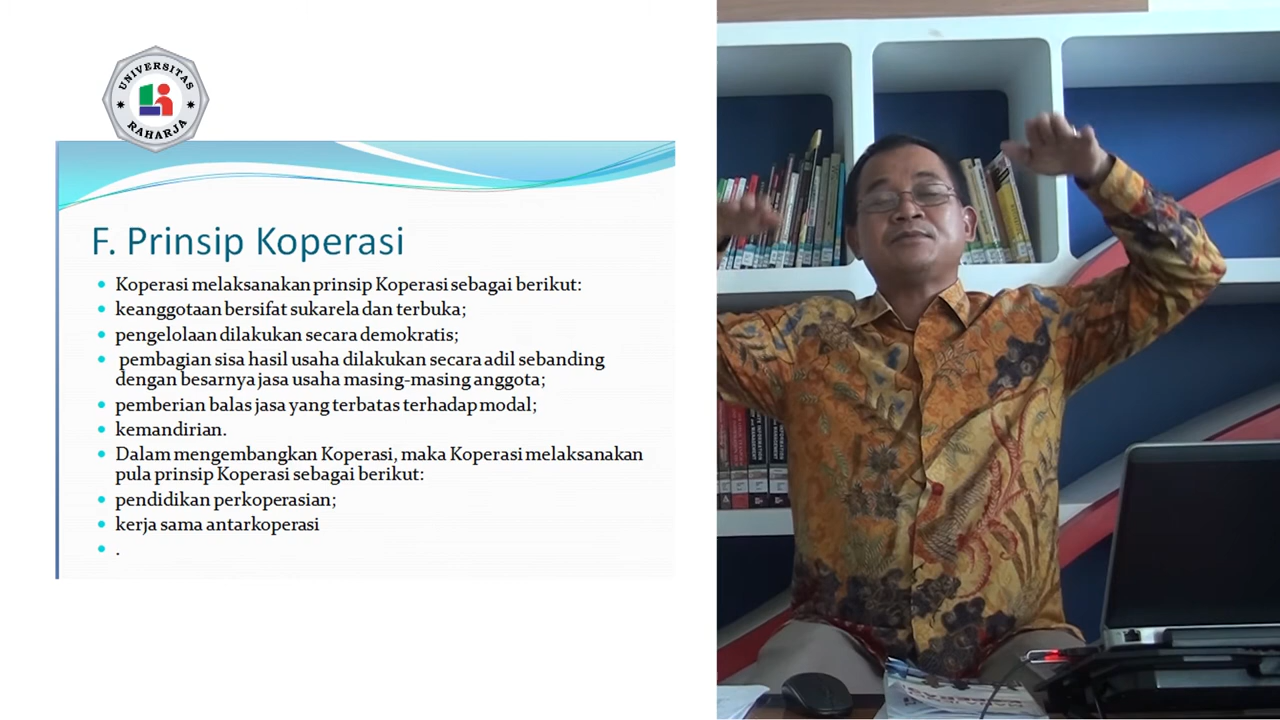 UNIVERSITAS
RAHARJA
F. Prinsip Koperasi
• Koperasi melaksanakan prinsip Koperasi sebagai berikut:
• keanggotaan bersifat sukarela dan terbuka;
• pengelolaan dilakukan secara demokratis;
• pembagian sisa hasil usaha dilakukan secara adil sebanding
dengan besarnya jasa usaha masing-masing anggota;
• pemberian balas jasa yang terbatas terhadap modal;
• kemandirian.
• Dalam mengembangkan Koperasi, maka Koperasi melaksanakan
pula prinsip Koperasi sebagai berikut:
• pendidikan perkoperasian;
• kerja sama antarkoperasi
• .